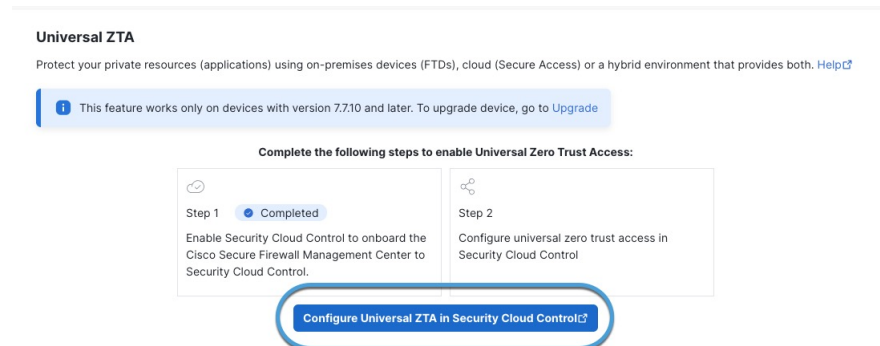 Universal ZTA
Protect your private resources (applications) using on-premises devices (FTDs), cloud (Secure Access) or a hybrid environment that provides both. Help
This feature works only on devices with version 7.7.10 and later. To upgrade device, go to Upgrade
Complete the following steps to enable Universal Zero Trust Access:
Step 1 Completed
Enable Security Cloud Control to onboard the
Cisco Secure Firewall Management Center to
Security Cloud Control.
Step 2
Configure universal zero trust access in
Security Cloud Control
Configure Universal ZTA in Security Cloud Control